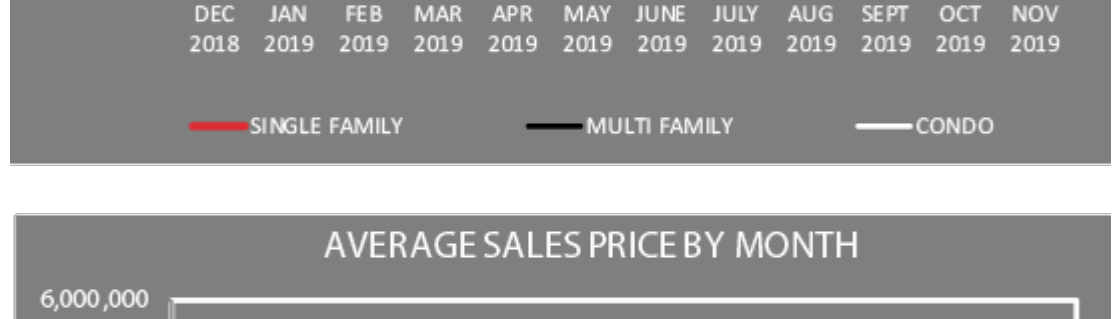 DEC JAN FEB MAR APR MAY JUNE JULY AUG SEPT OCT NOV
2018 2019 2019 2019 2019 2019 2019 2019 2019 2019 2019 2019
SINGLE FAMILY MULTI FAMILY CONDO
AVERAGE SALES PRICE BY MONTH
6,000,000